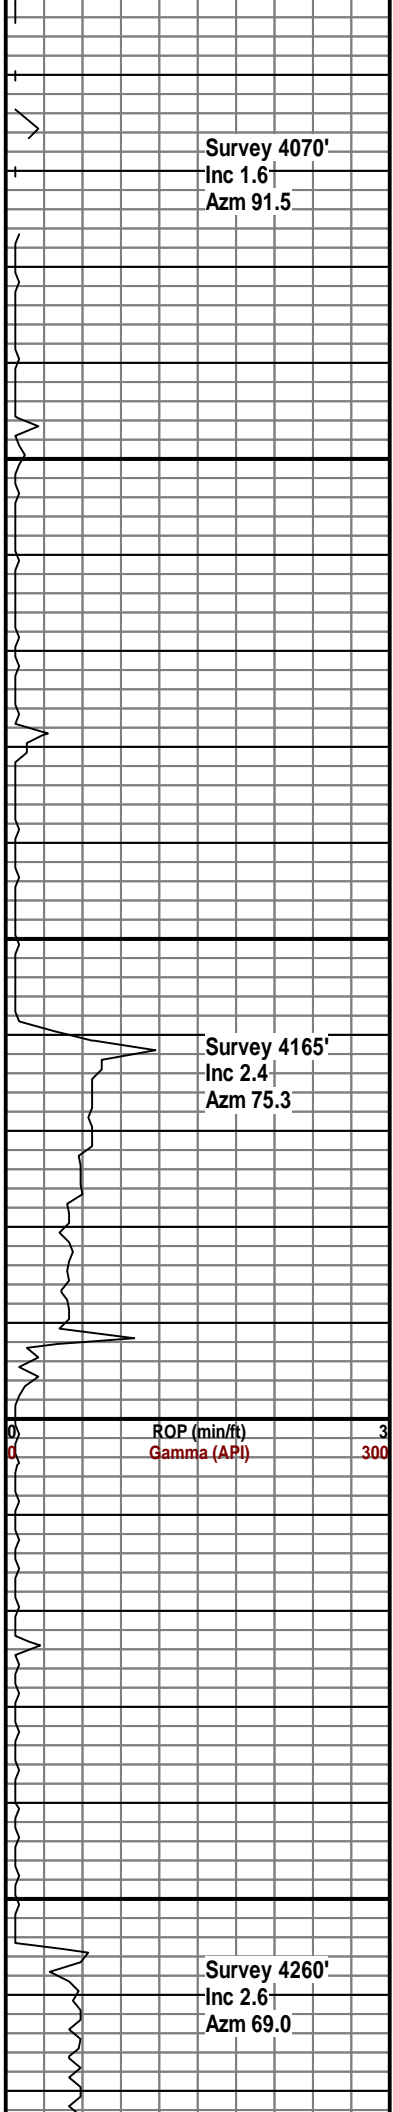 Survey 4070'
Inc 1.6
Azm 91.5
Survey 4165'
Inc 2.4
Azm 75.3
0 ROP (min/ft) 3
0 Gamma (API) 300
Survey 4260'
Inc 2.6
Azm 69.0